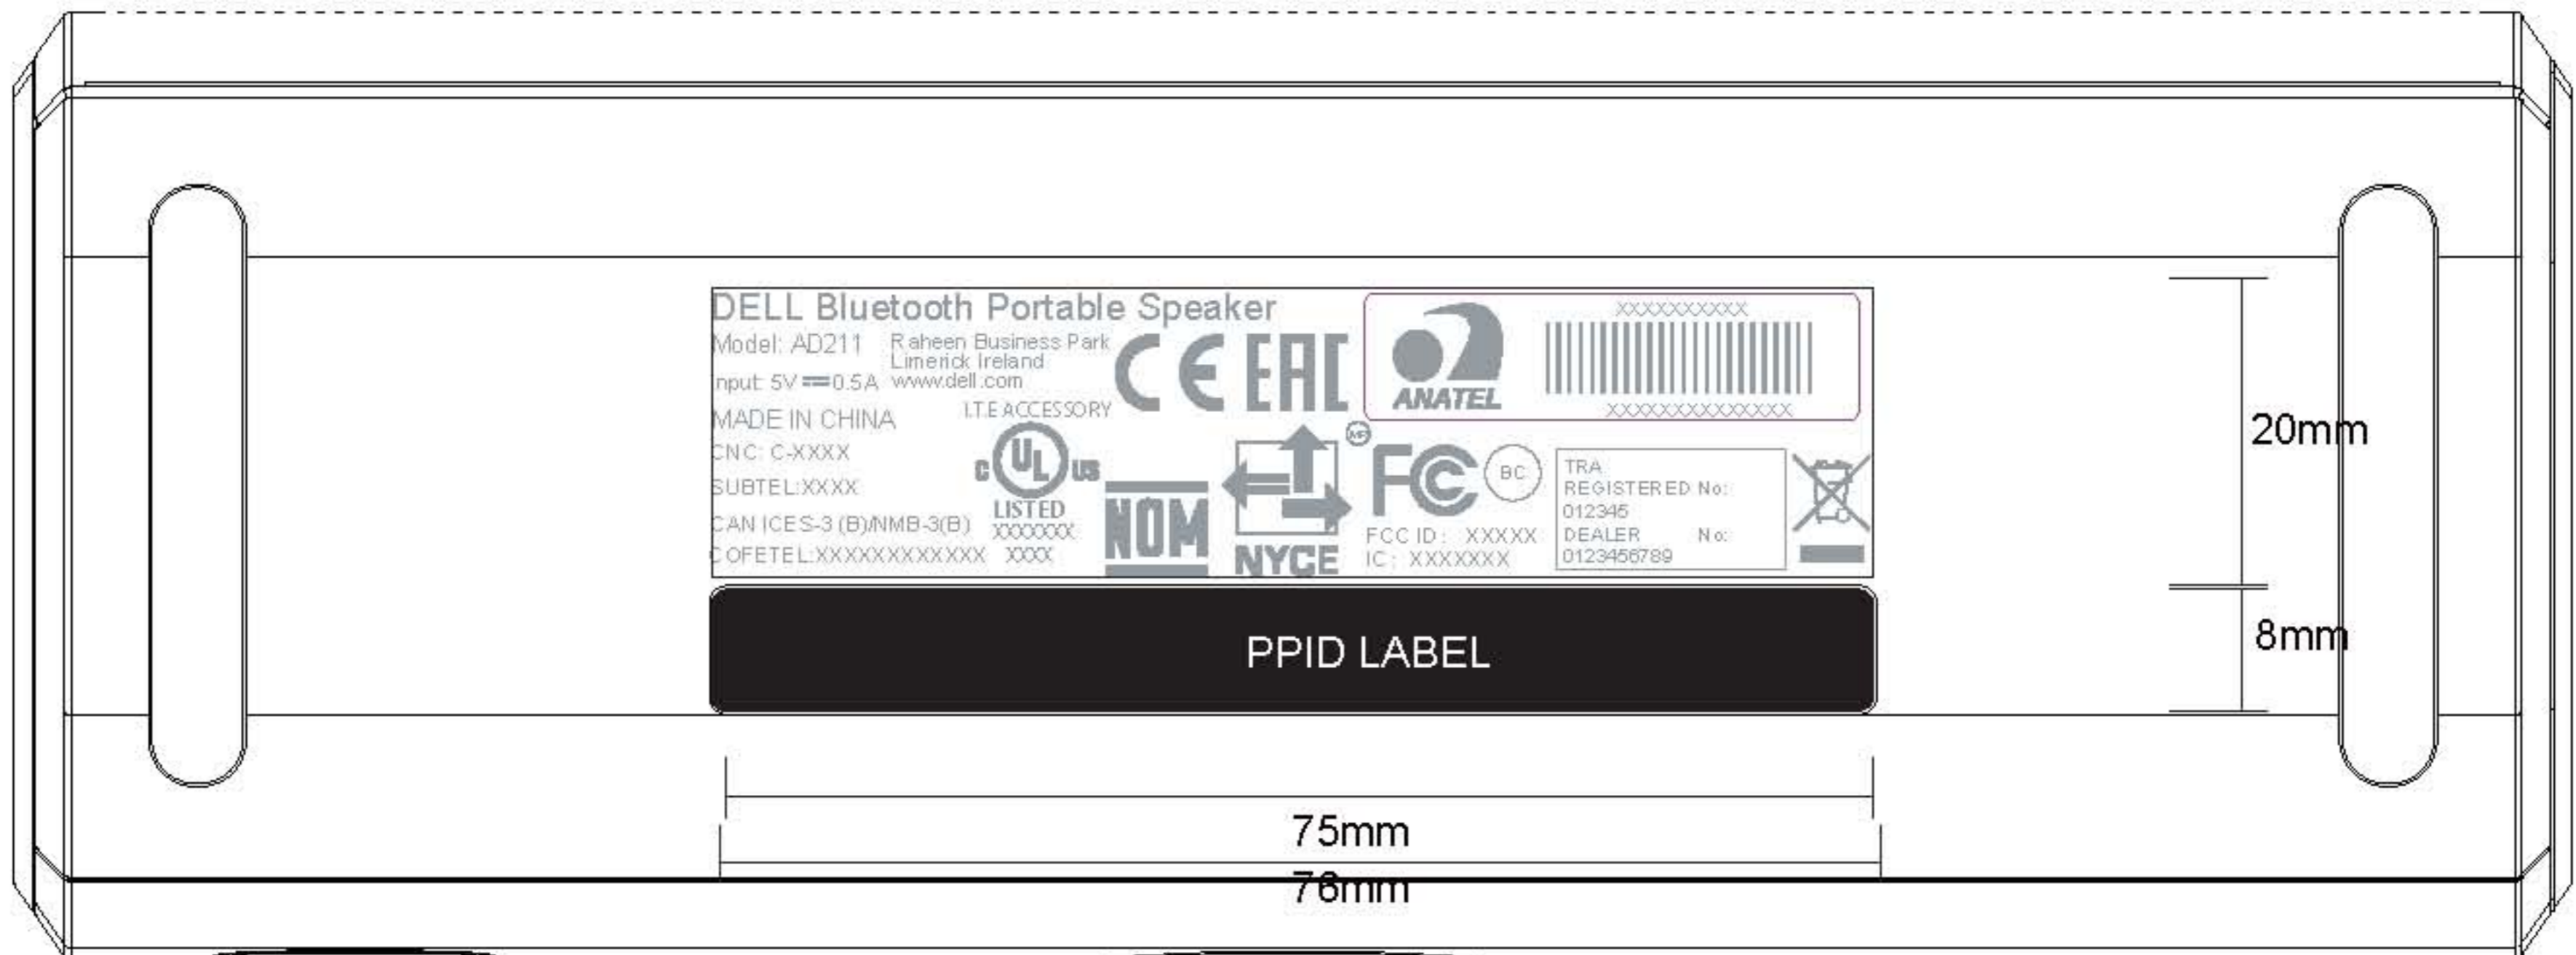 DELL Bluetooth Portable Speaker
Model: AD211
Raheen Business Park
Limerick Ireland
Input: 5V 0.5A
www.dell.com
MADE IN CHINA
I.T.E ACCESSORY
CNC: C-XXXX
SUBTEL:XXXX
CAN ICES-3 (B)/NMB-3(B)
COFETEL:XXXXXXXXXXXX
C UL US
LISTED
XXXXXXX
XXXX
CE EAC
ANATEL
XXXXXXXXXX
XXXXXXXXXXXXXX
NOM
NYCE
FC
FCC ID: XXXXX
IC: XXXXXXX
BC
TRA
REGISTERED No:
012345
DEALER No:
0123456789
PPID LABEL
20mm
8mm
75mm
76mm